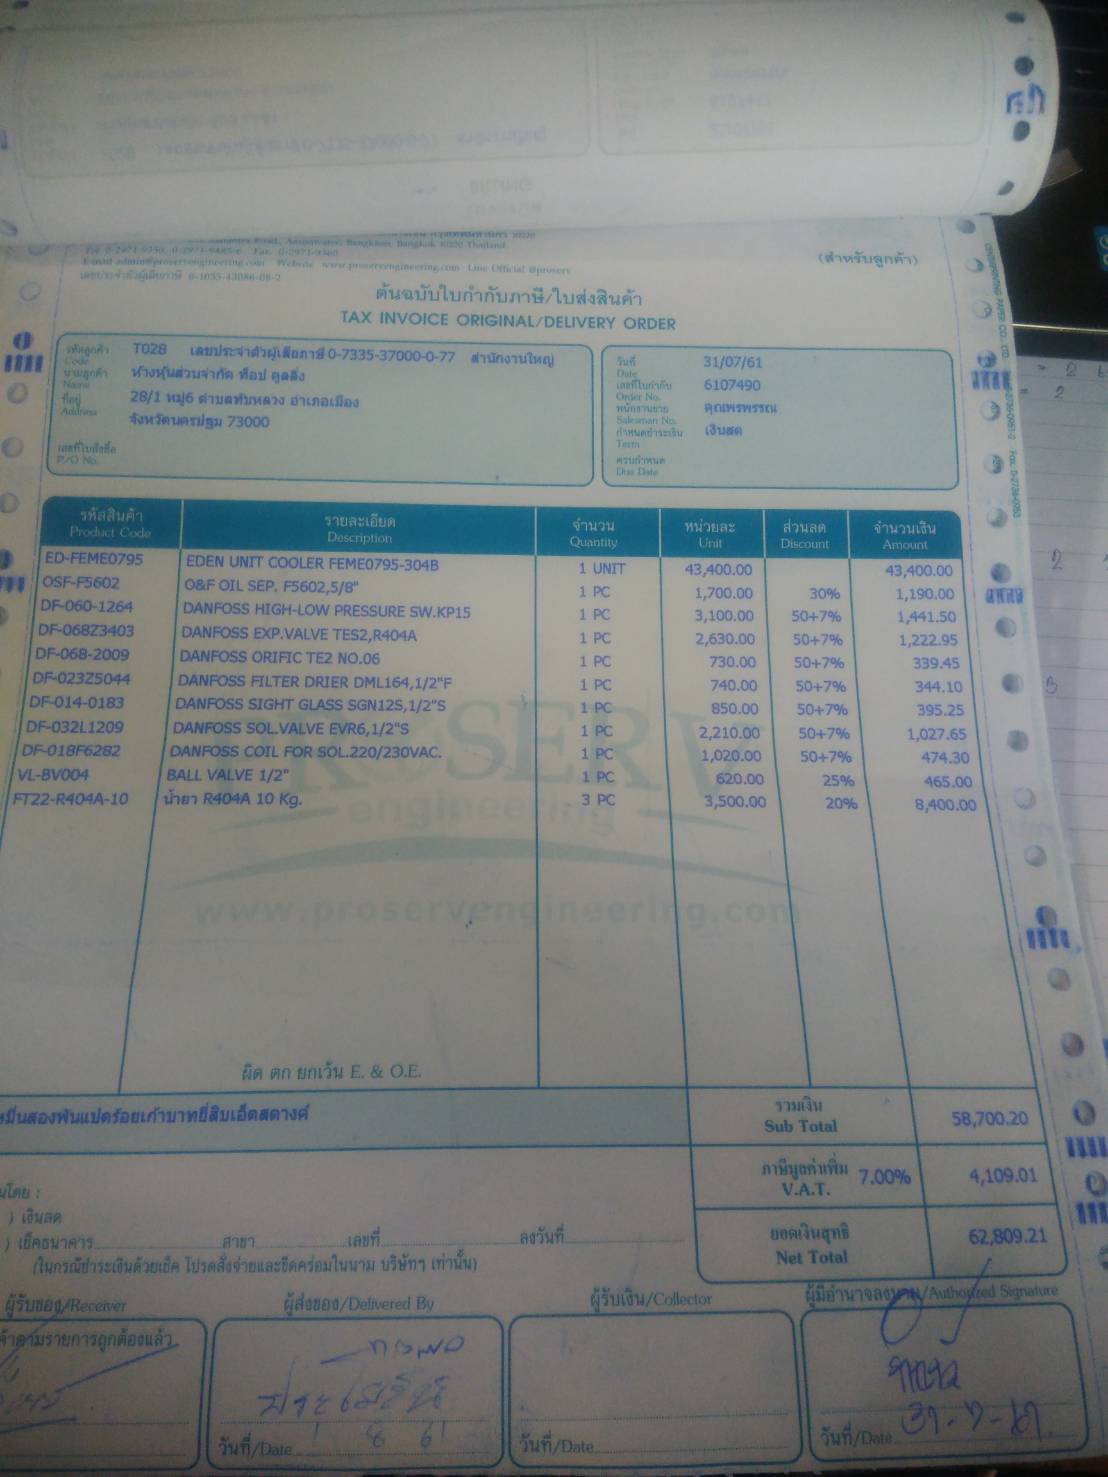 Bangkhen, Bangkok 10220 Thailand
E-mail admin@proservengineering.com Website www.proservengineering.com Line Official @proserv
เลขประจำตัวผู้เสียภาษี 0-1055-43086-08-2
(สำหรับลูกค้า)
ต้นฉบับใบกำกับภาษี/ใบส่งสินค้า
TAX INVOICE ORIGINAL/DELIVERY ORDER
รหัสลูกค้า Code T028 เลขประจำตัวผู้เสียภาษี 0-7335-37000-0-77 สำนักงานใหญ่
นามลูกค้า Name ห้างหุ้นส่วนจำกัด ท็อป คูลลิ่ง
ที่อยู่ Address 28/1 หมู่6 ตำบลทัพหลวง อำเภอเมือง
จังหวัดนครปฐม 73000
เลขที่ใบสั่งซื้อ
P/O No.
วันที่ Date 31/07/61
เลขที่ใบกำกับ Order No. 6107490
พนักงานขาย Salesman No. คุณพรพรรณ
กำหนดชำระเงิน Term เงินสด
ครบกำหนด
Due Date
รหัสสินค้า รายละเอียด จำนวน หน่วยละ ส่วนลด จำนวนเงิน
Product Code Description Quantity Unit Discount Amount
ED-FEME0795 EDEN UNIT COOLER FEME0795-304B 1 UNIT 43,400.00 43,400.00
OSF-F5602 O&F OIL SEP. F5602,5/8" 1 PC 1,700.00 30% 1,190.00
DF-060-1264 DANFOSS HIGH-LOW PRESSURE SW.KP15 1 PC 3,100.00 50+7% 1,441.50
DF-068Z3403 DANFOSS EXP.VALVE TES2,R404A 1 PC 2,630.00 50+7% 1,222.95
DF-068-2009 DANFOSS ORIFIC TE2 NO.06 1 PC 730.00 50+7% 339.45
DF-023Z5044 DANFOSS FILTER DRIER DML164,1/2"F 1 PC 740.00 50+7% 344.10
DF-014-0183 DANFOSS SIGHT GLASS SGN12S,1/2"S 1 PC 850.00 50+7% 395.25
DF-032L1209 DANFOSS SOL.VALVE EVR6,1/2"S 1 PC 2,210.00 50+7% 1,027.65
DF-018F6282 DANFOSS COIL FOR SOL.220/230VAC. 1 PC 1,020.00 50+7% 474.30
VL-BV004 BALL VALVE 1/2" 1 PC 620.00 25% 465.00
FT22-R404A-10 น้ำยา R404A 10 Kg. 3 PC 3,500.00 20% 8,400.00
PROSERV
engineering
www.proservengineering.com
ผิด ตก ยกเว้น E. & O.E.
หมื่นสองพันแปดร้อยเก้าบาทยี่สิบเอ็ดสตางค์
รวมเงิน
Sub Total 58,700.20
ภาษีมูลค่าเพิ่ม
V.A.T. 7.00% 4,109.01
ยอดเงินสุทธิ
Net Total 62,809.21
นโดย :
) เงินสด
) เช็คธนาคาร สาขา เลขที่ ลงวันที่
(ในกรณีชำระเงินด้วยเช็ค โปรดสั่งจ่ายและขีดคร่อมในนาม บริษัทฯ เท่านั้น)
ผู้รับของ/Receiver ผู้ส่งของ/Delivered By ผู้รับเงิน/Collector ผู้มีอำนาจลงนาม/Authorized Signature
ค้าตามรายการถูกต้องแล้ว
วันที่/Date 1 8 61
วันที่/Date
วันที่/Date 31-7-61